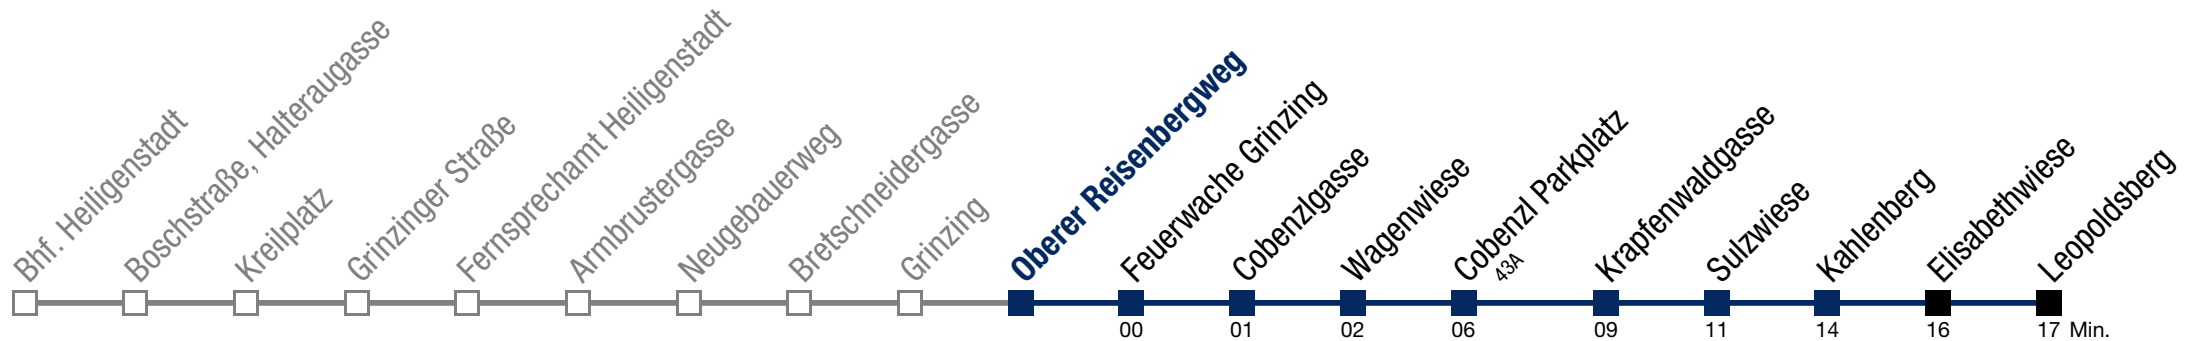 Bhf. Heiligenstadt
Boschstraße, Halteraugasse
Kreilplatz
Grinzinger Straße
Fernsprechamt Heiligenstadt
Armbrustergasse
Neugebauerweg
Bretschneidergasse
Grinzing
Oberer Reisenbergweg
Feuerwache Grinzing
Cobenzlgasse
Wagenwiese
Cobenzl Parkplatz
43A
Krapfenwaldgasse
Sulzwiese
Kahlenberg
Elisabethwiese
Leopoldsberg
00 01 02 06 09 11 14 16 17 Min.